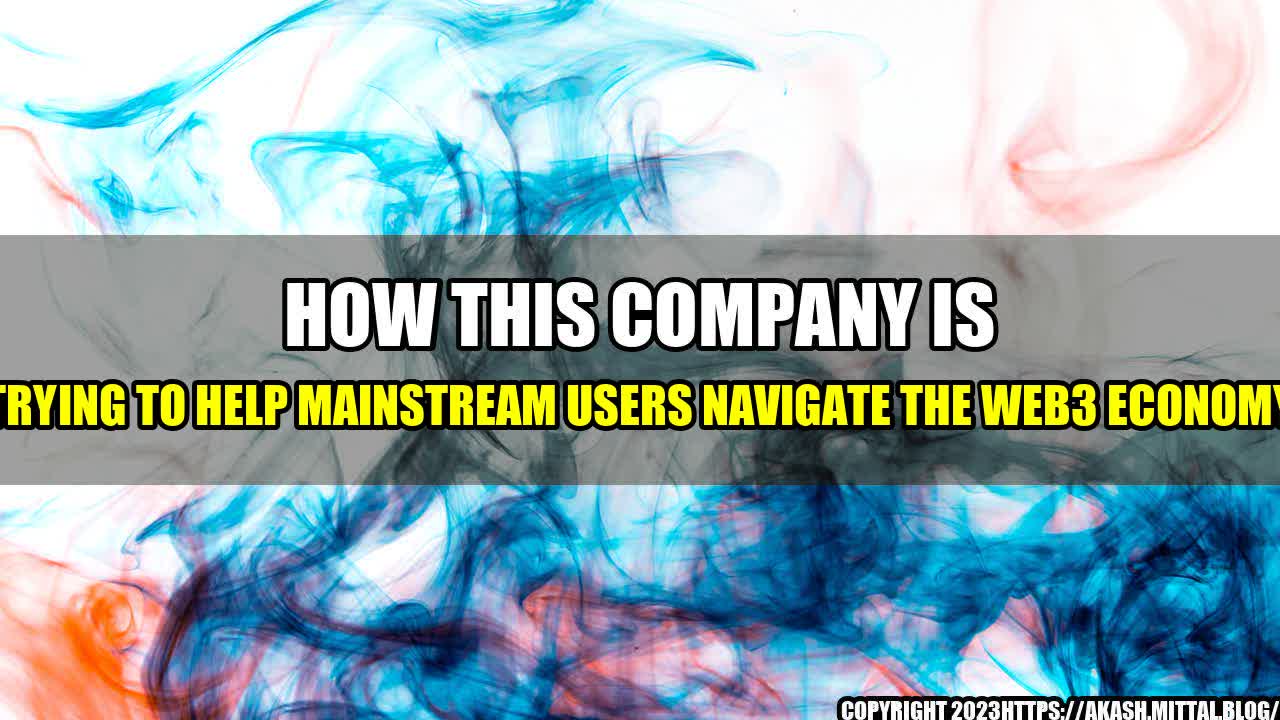 HOW THIS COMPANY IS
TRYING TO HELP MAINSTREAM USERS NAVIGATE THE WEB3 ECONOMY
COPYRIGHT 2023HTTPS://AKASH.MITTAL.BLOG/